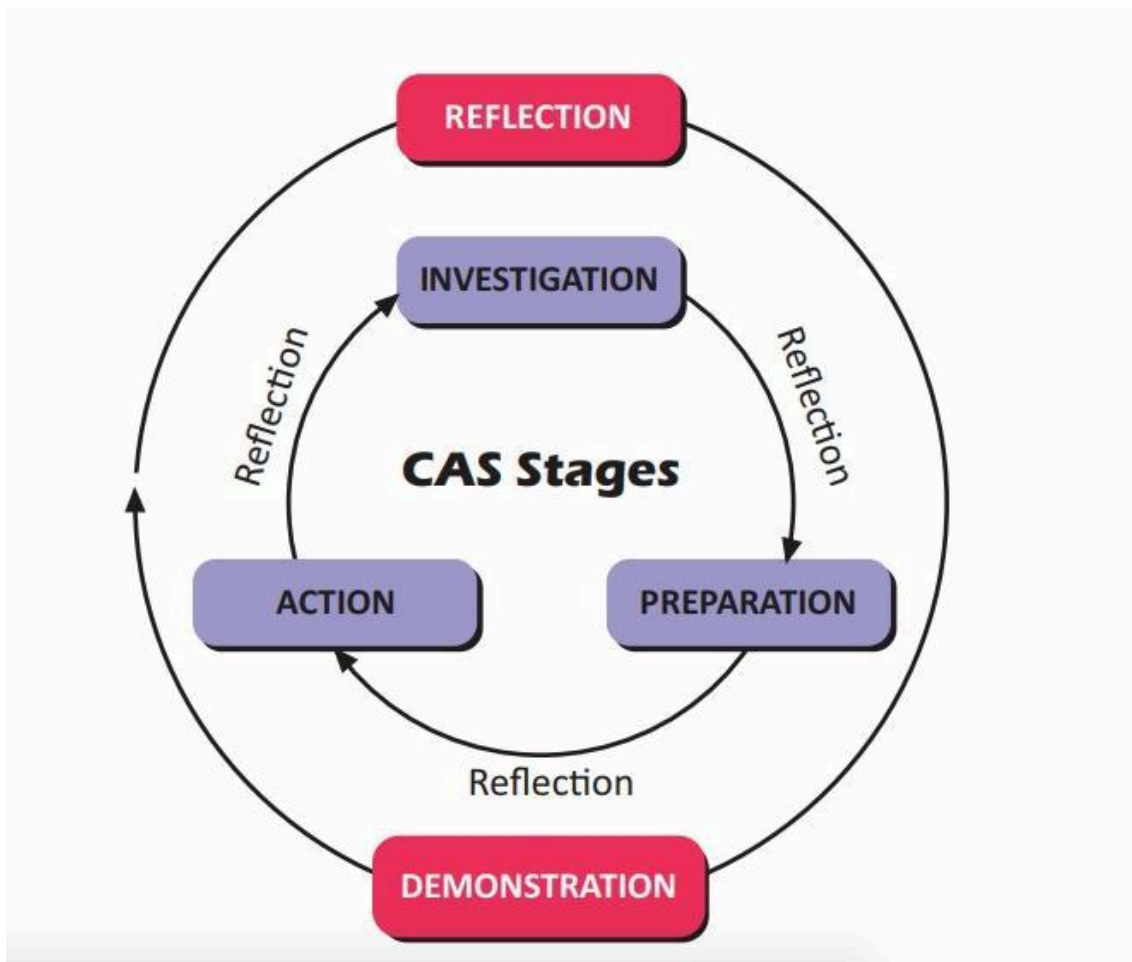 REFLECTION
INVESTIGATION
Reflection
Reflection
CAS Stages
ACTION
PREPARATION
Reflection
DEMONSTRATION